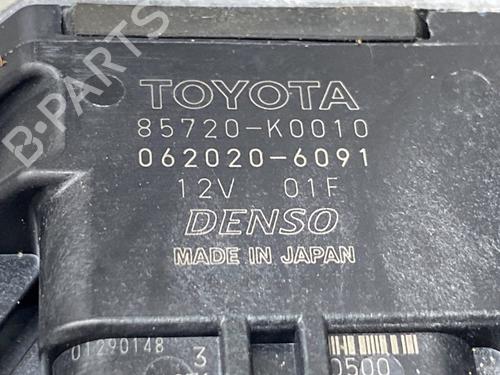 TOYOTA
85720-K0010
062020-6091
12V 01F
DENSO
MADE IN JAPAN
01290148 3
0500
B-PARTS